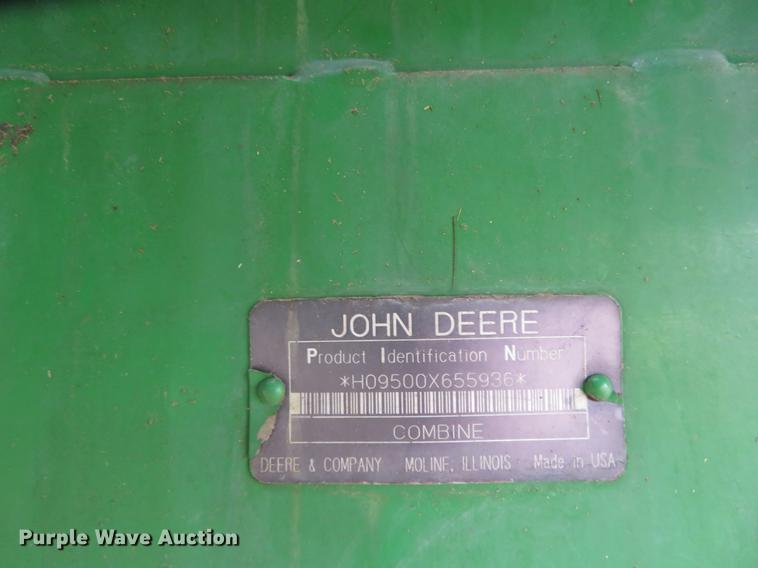 JOHN DEERE
Product Identification Number
*H09500X655936*
COMBINE
DEERE & COMPANY MOLINE, ILLINOIS Made in USA
Purple Wave Auction